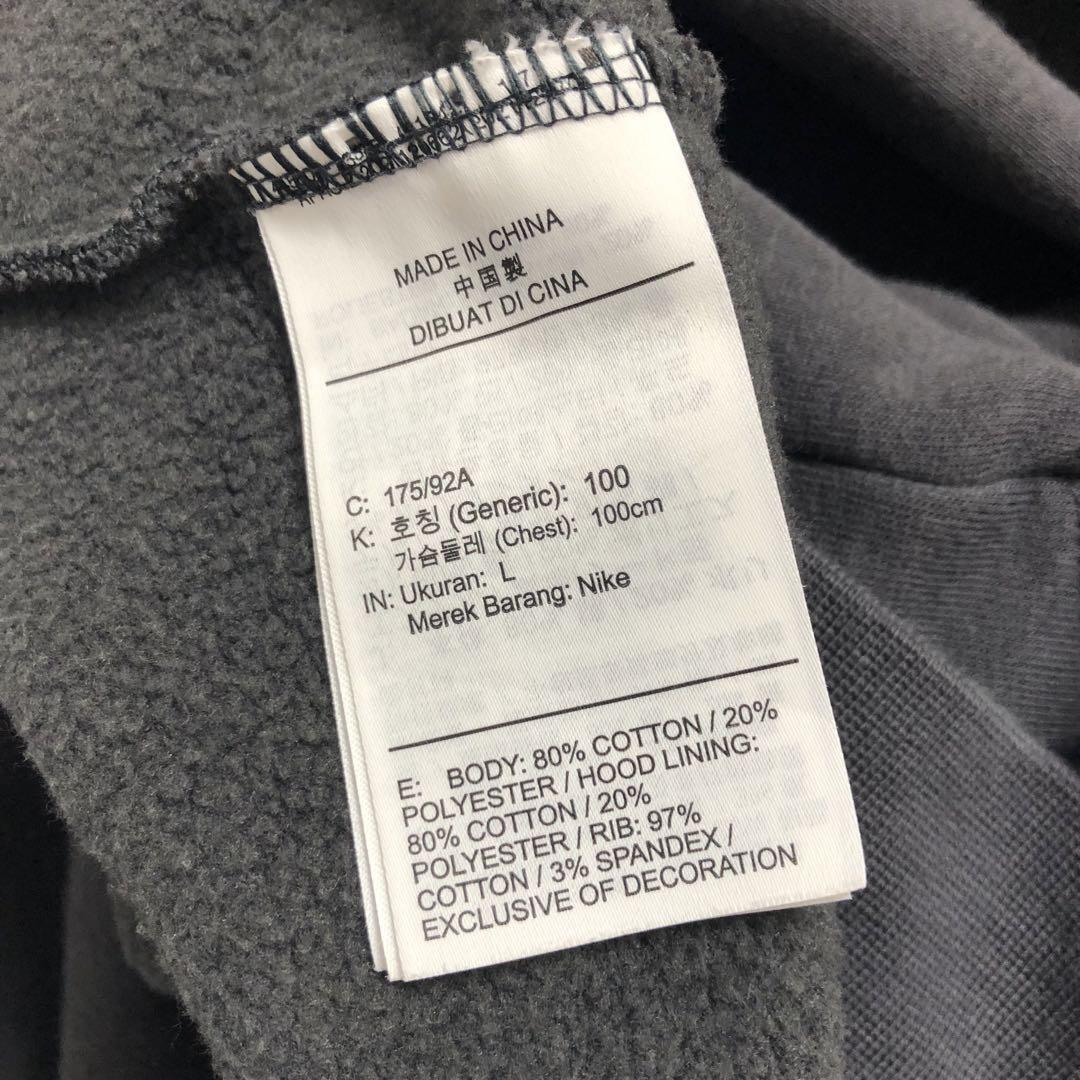 MADE IN CHINA
中国製
DIBUAT DI CINA
C: 175/92A
K: 호칭 (Generic): 100
가슴둘레 (Chest): 100cm
IN: Ukuran: L
Merek Barang: Nike
E: BODY: 80% COTTON / 20%
POLYESTER / HOOD LINING:
80% COTTON / 20%
POLYESTER / RIB: 97%
COTTON / 3% SPANDEX /
EXCLUSIVE OF DECORATION